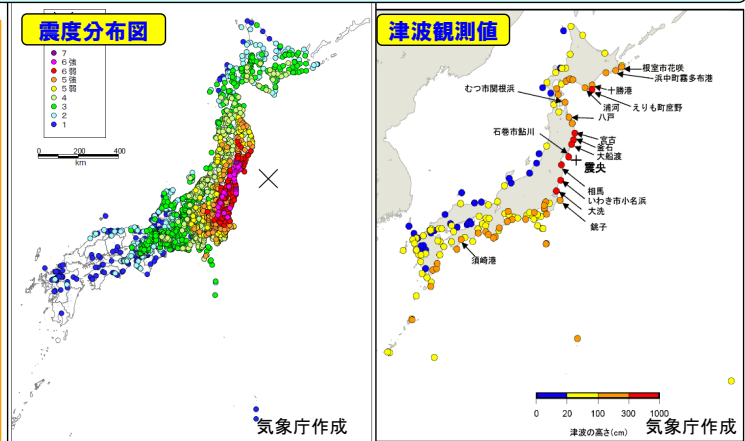 震度分布図
7
6強
6弱
5強
5弱
4
3
2
1
0 200 400
km
気象庁作成
津波観測値
根室市花咲
浜中町霧多布港
十勝港
浦河
えりも町庶野
むつ市関根浜
八戸
宮古
釜石
大船渡
石巻市鮎川
震央
相馬
いわき市小名浜
大洗
銚子
須崎港
0 20 100 300 1000
津波の高さ(cm)
気象庁作成